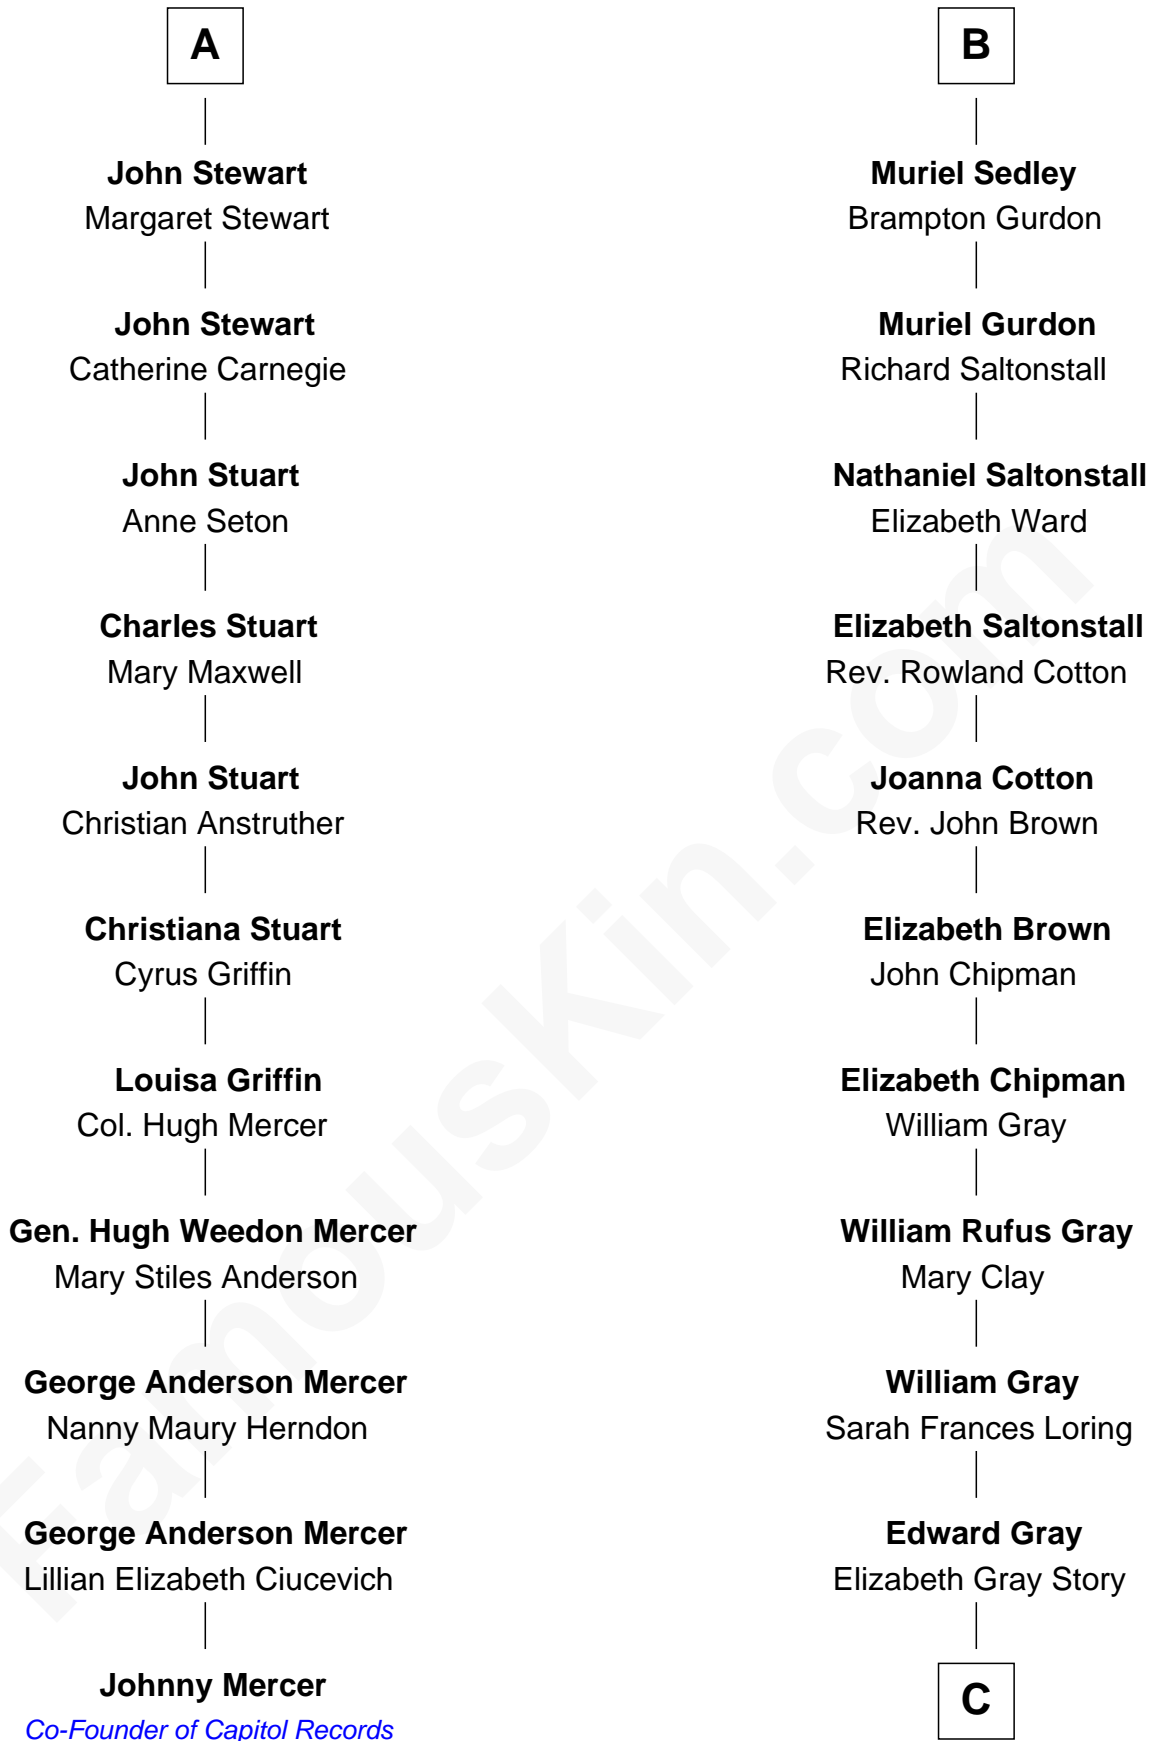 A
John Stewart
Margaret Stewart
John Stewart
Catherine Carnegie
John Stuart
Anne Seton
Charles Stuart
Mary Maxwell
John Stuart
Christian Anstruther
Christiana Stuart
Cyrus Griffin
Louisa Griffin
Col. Hugh Mercer
Gen. Hugh Weedon Mercer
Mary Stiles Anderson
George Anderson Mercer
Nanny Maury Herndon
George Anderson Mercer
Lillian Elizabeth Ciucevich
Johnny Mercer
Co-Founder of Capitol Records
B
Muriel Sedley
Brampton Gurdon
Muriel Gurdon
Richard Saltonstall
Nathaniel Saltonstall
Elizabeth Ward
Elizabeth Saltonstall
Rev. Rowland Cotton
Joanna Cotton
Rev. John Brown
Elizabeth Brown
John Chipman
Elizabeth Chipman
William Gray
William Rufus Gray
Mary Clay
William Gray
Sarah Frances Loring
Edward Gray
Elizabeth Gray Story
C
FamousKin.com